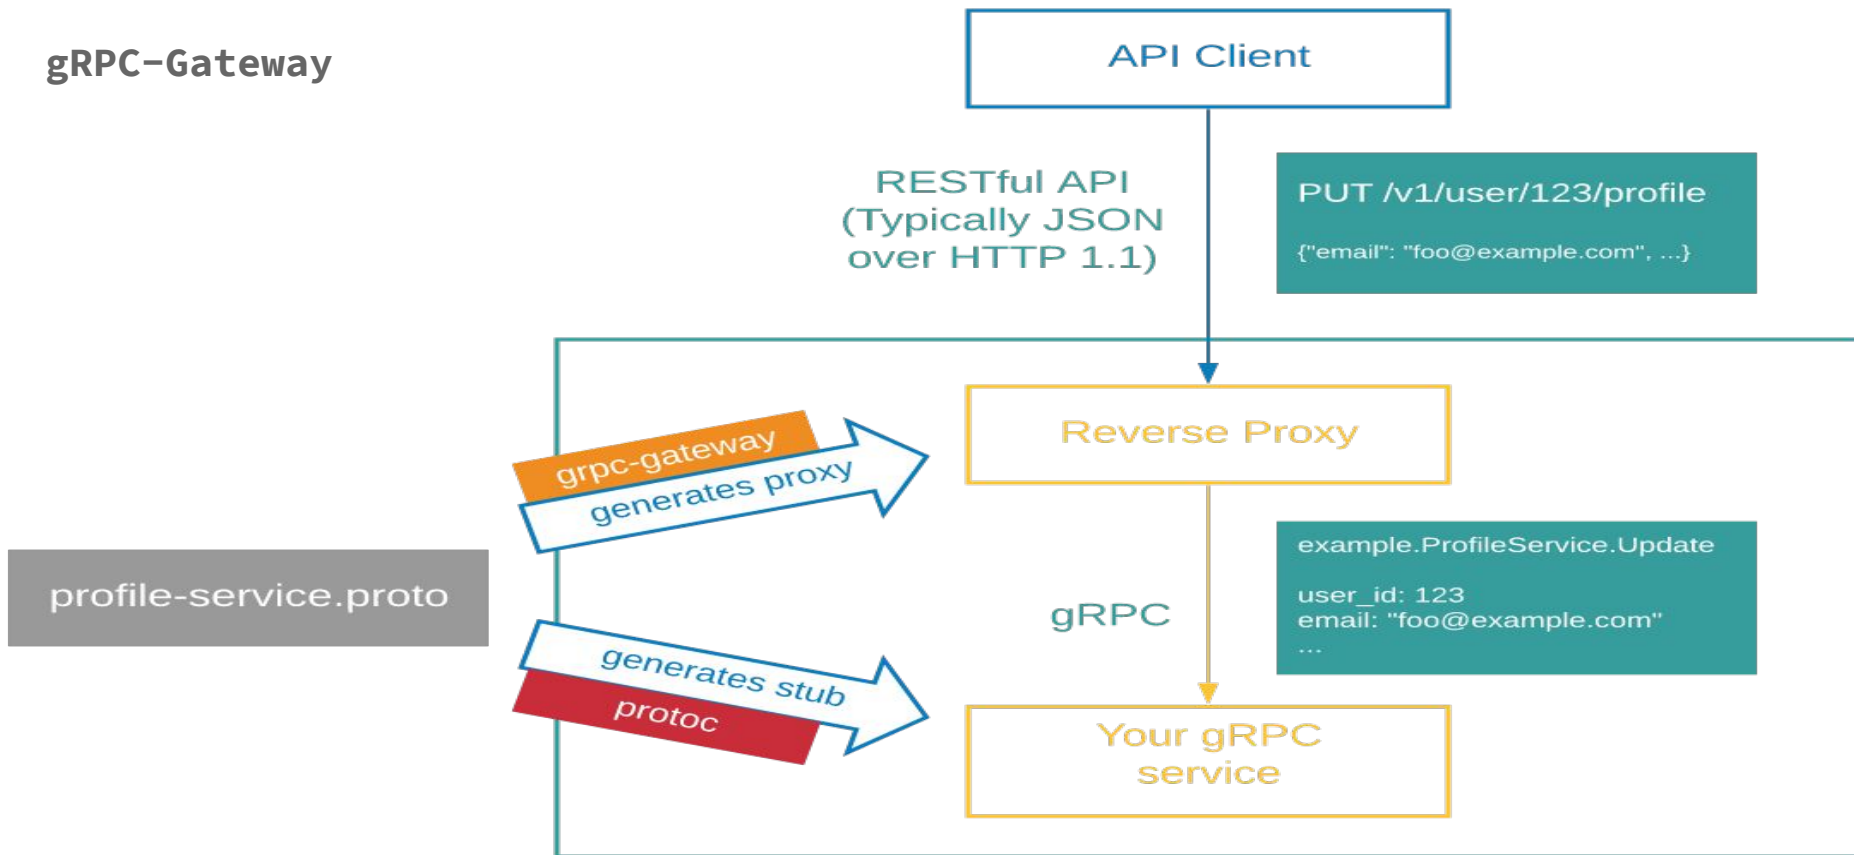 gRPC-Gateway
API Client
RESTful API
(Typically JSON
over HTTP 1.1)
PUT /v1/user/123/profile
{"email": "foo@example.com", ...}
grpc-gateway
generates proxy
Reverse Proxy
profile-service.proto
gRPC
example.ProfileService.Update
user_id: 123
email: "foo@example.com"
...
generates stub
protoc
Your gRPC
service